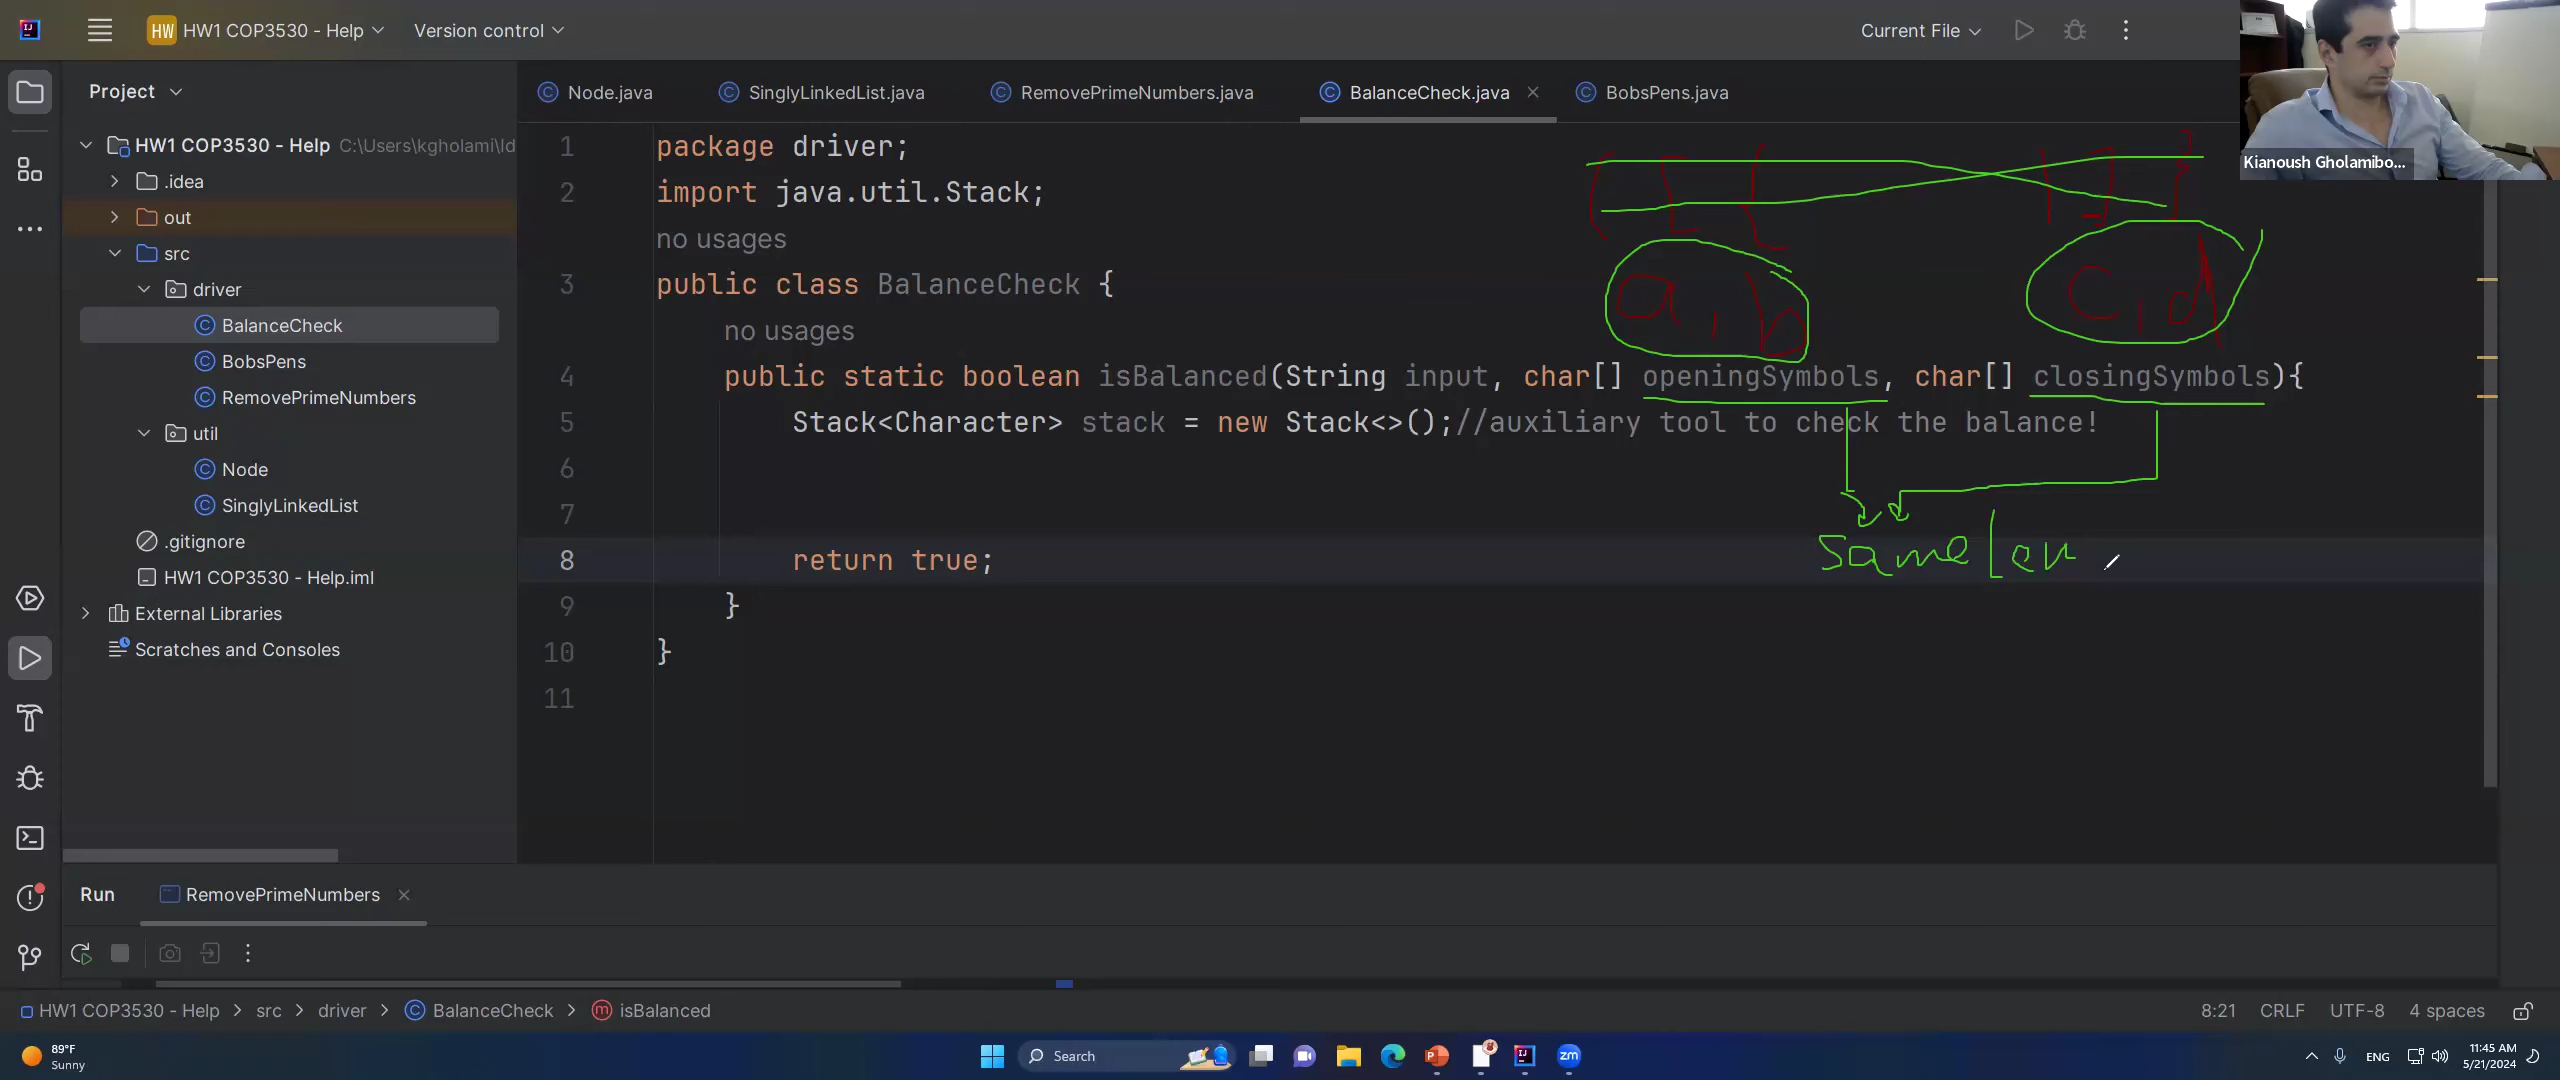 HW HW1 COP3530 - Help Version control Current File
Kianoush Gholamibo...
Project
Node.java SinglyLinkedList.java RemovePrimeNumbers.java BalanceCheck.java BobsPens.java
HW1 COP3530 - Help C:\Users\kgholami\Id
.idea
out
src
driver
BalanceCheck
BobsPens
RemovePrimeNumbers
util
Node
SinglyLinkedList
.gitignore
HW1 COP3530 - Help.iml
External Libraries
Scratches and Consoles
1 package driver;
2 import java.util.Stack;
no usages
3 public class BalanceCheck {
no usages
4 public static boolean isBalanced(String input, char[] openingSymbols, char[] closingSymbols){
5 Stack<Character> stack = new Stack<>();//auxiliary tool to check the balance!
6
7
8 return true;
9 }
10 }
11
( [ { ) ] }
a, b c, d
same len
Run RemovePrimeNumbers
HW1 COP3530 - Help > src > driver > BalanceCheck > isBalanced 8:21 CRLF UTF-8 4 spaces
89°F
Sunny
Search
ENG
11:45 AM
5/21/2024